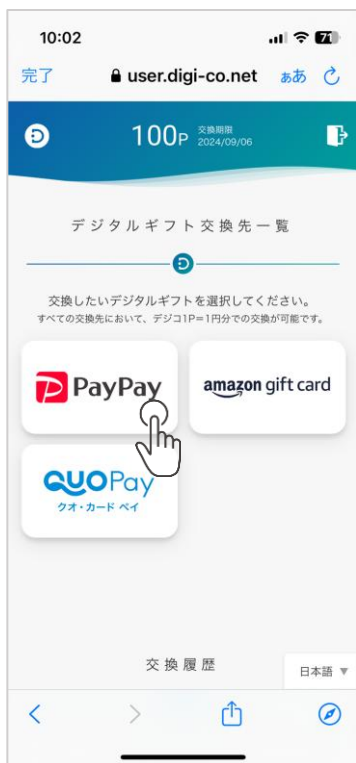 10:02
71
完了 user.digi-co.net ぁあ
100P 交換期限
2024/09/06
デジタルギフト交換先一覧
交換したいデジタルギフトを選択してください。
すべての交換先において、デジコ1P=1円分での交換が可能です。
PayPay
amazon gift card
QUOPay
クオ・カード ペイ
交換履歴
日本語 ▼